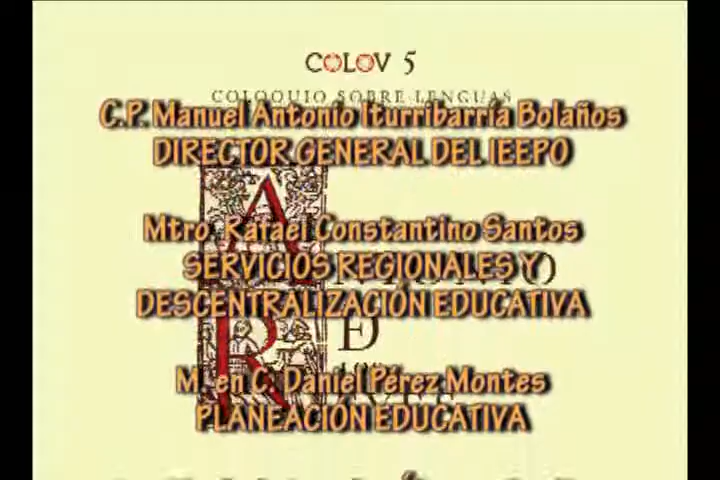 COLOV 5
COLOQUIO SOBRE LENGUAS
C.P. Manuel Antonio Iturribarría Bolaños
DIRECTOR GENERAL DEL IEEPO
Mtro. Rafael Constantino Santos
SERVICIOS REGIONALES Y
DESCENTRALIZACIÓN EDUCATIVA
M. en C. Daniel Pérez Montes
PLANEACIÓN EDUCATIVA